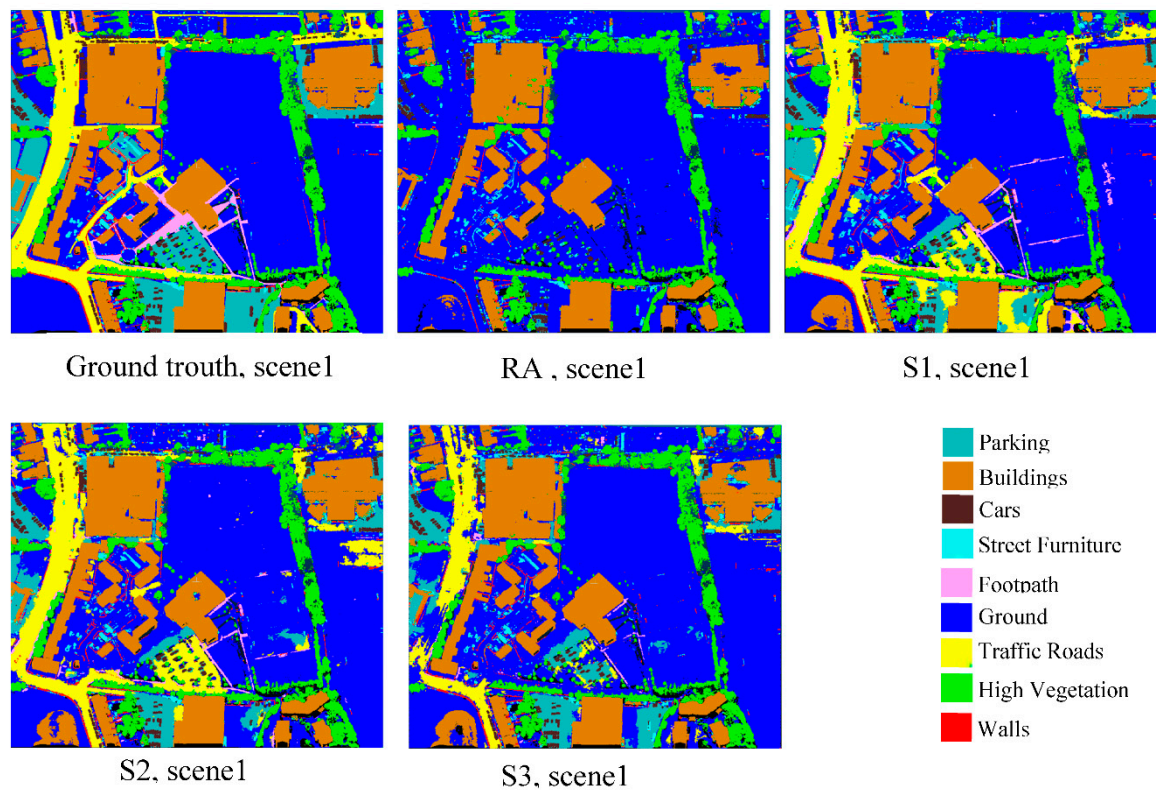 Ground trouth, scene1
RA , scene1
S1, scene1
S2, scene1
S3, scene1
Parking
Buildings
Cars
Street Furniture
Footpath
Ground
Traffic Roads
High Vegetation
Walls